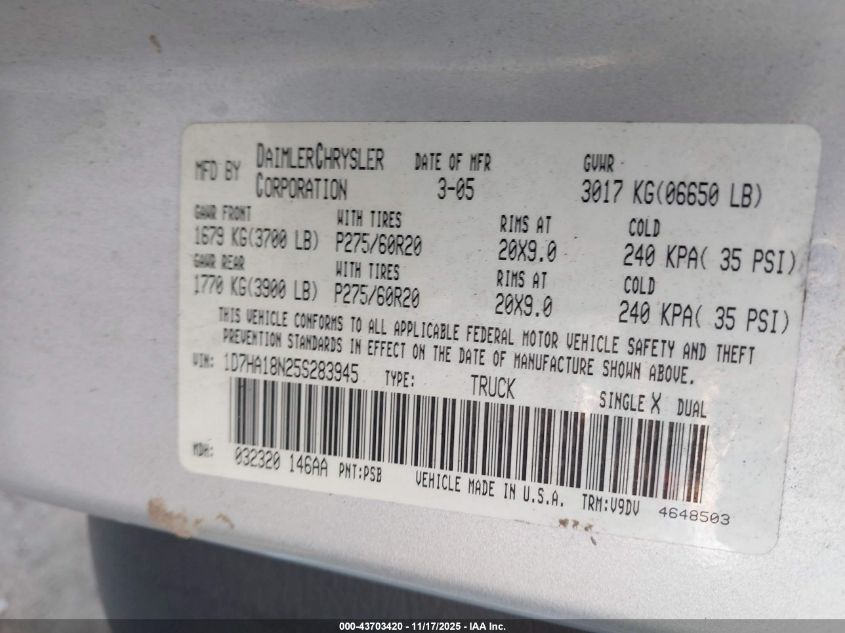 MFD BY DAIMLERCHRYSLER CORPORATION DATE OF MFR 3-05 GVWR 3017 KG(06650 LB)
GAWR FRONT WITH TIRES RIMS AT COLD
1679 KG(3700 LB) P275/60R20 20X9.0 240 KPA( 35 PSI)
GAWR REAR WITH TIRES RIMS AT COLD
1770 KG(3900 LB) P275/60R20 20X9.0 240 KPA( 35 PSI)
THIS VEHICLE CONFORMS TO ALL APPLICABLE FEDERAL MOTOR VEHICLE SAFETY AND THEFT
PREVENTION STANDARDS IN EFFECT ON THE DATE OF MANUFACTURE SHOWN ABOVE.
VIN: 1D7HA18N25S283945 TYPE: TRUCK SINGLE X DUAL
MDH: 032320 146AA PNT:PSB VEHICLE MADE IN U.S.A. TRM:V9DV 4648503
000-43703420 - 11/17/2025 - IAA Inc.